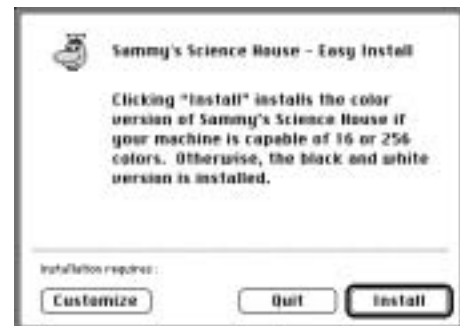 Sammy's Science House - Easy Install
Clicking "Install" installs the color
version of Sammy's Science House if
your machine is capable of 16 or 256
colors. Otherwise, the black and white
version is installed.
Installation requires:
Customize
Quit
Install